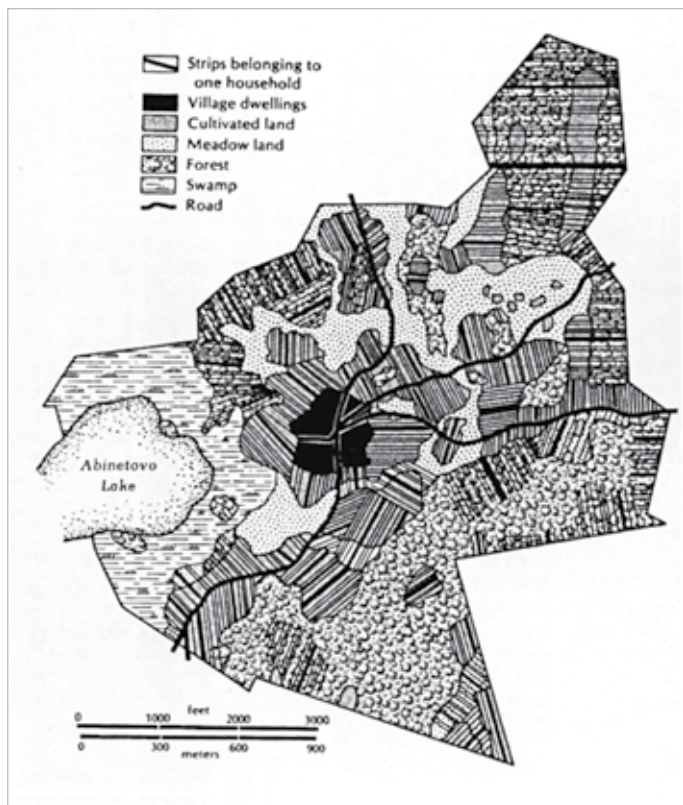 Strips belonging to
one household
Village dwellings
Cultivated land
Meadow land
Forest
Swamp
Road
Abinetovo
Lake
feet
0 1000 2000 3000
0 300 600 900
meters